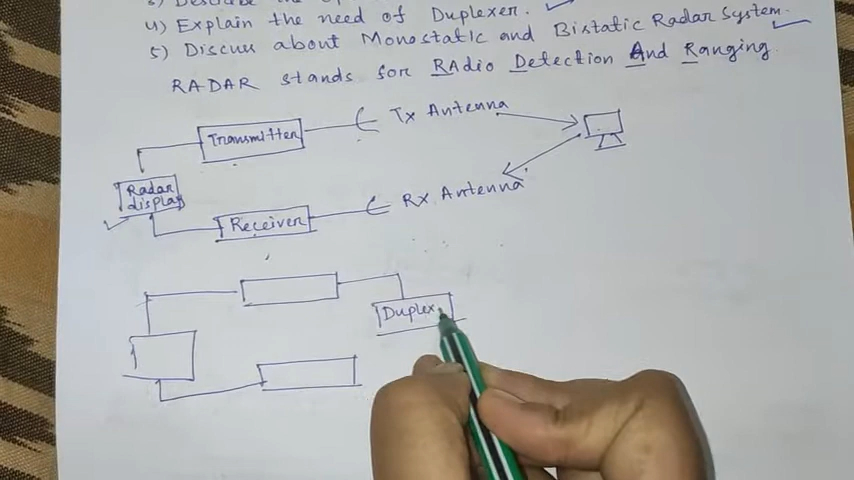 4) Explain the need of Duplexer.
5) Discuss about Monostatic and Bistatic Radar System.
RADAR stands for RAdio Detection And Ranging
Transmitter
Tx Antenna
Radar
display
Receiver
RX Antenna
Duplex